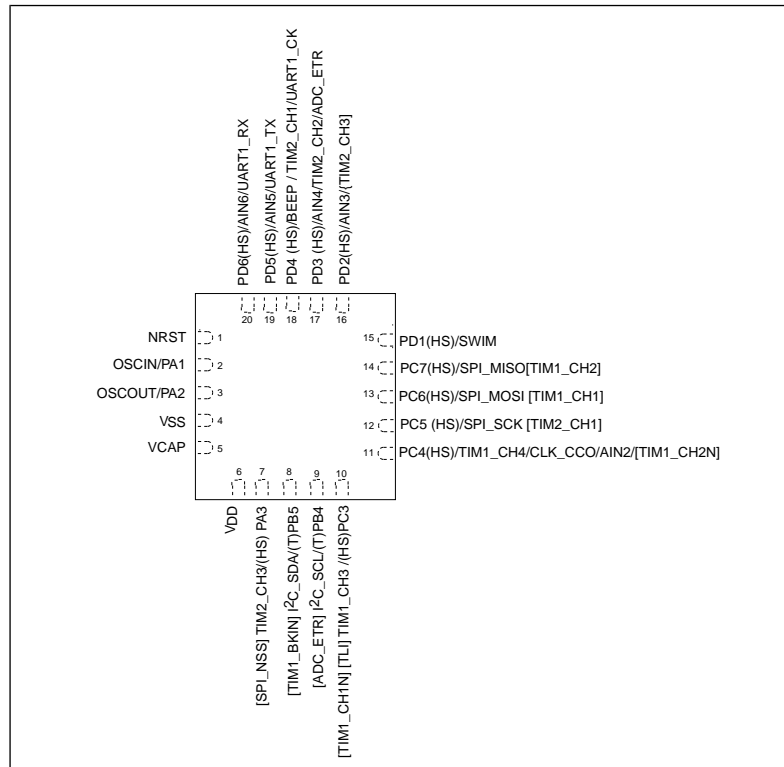 PD6(HS)/AIN6/UART1_RX
PD5(HS)/AIN5/UART1_TX
PD4 (HS)/BEEP / TIM2_CH1/UART1_CK
PD3 (HS)/AIN4/TIM2_CH2/ADC_ETR
PD2(HS)/AIN3/{TIM2_CH3]
20 19 18 17 16
NRST 1
OSCIN/PA1 2
OSCOUT/PA2 3
VSS 4
VCAP 5
15 PD1(HS)/SWIM
14 PC7(HS)/SPI_MISO[TIM1_CH2]
13 PC6(HS)/SPI_MOSI [TIM1_CH1]
12 PC5 (HS)/SPI_SCK [TIM2_CH1]
11 PC4(HS)/TIM1_CH4/CLK_CCO/AIN2/[TIM1_CH2N]
6 7 8 9 10
VDD
[SPI_NSS] TIM2_CH3/(HS) PA3
[TIM1_BKIN] I²C_SDA/(T)PB5
[ADC_ETR] I²C_SCL/(T)PB4
[TIM1_CH1N] [TLI] TIM1_CH3 /(HS)PC3